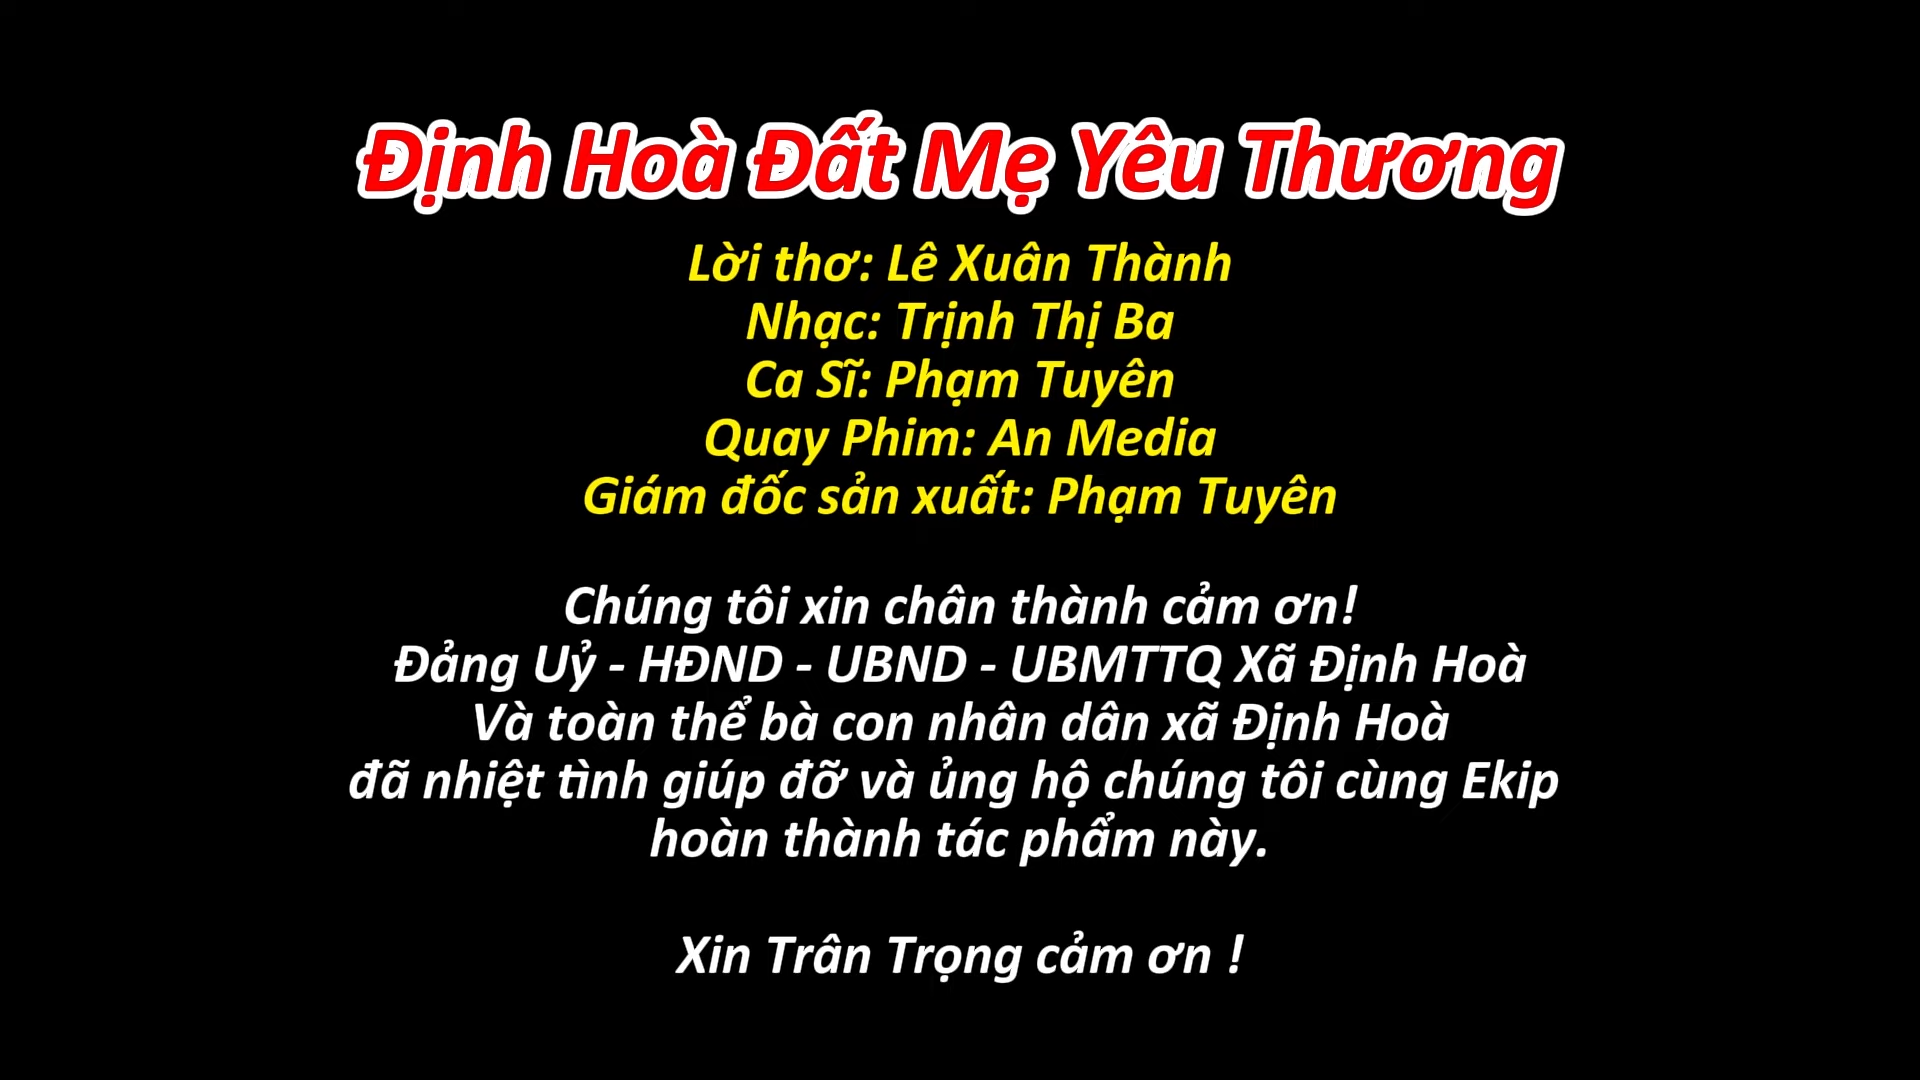 Định Hoà Đất Mẹ Yêu Thương
Lời thơ: Lê Xuân Thành
Nhạc: Trịnh Thị Ba
Ca Sĩ: Phạm Tuyên
Quay Phim: An Media
Giám đốc sản xuất: Phạm Tuyên
Chúng tôi xin chân thành cảm ơn!
Đảng Uỷ - HĐND - UBND - UBMTTQ Xã Định Hoà
Và toàn thể bà con nhân dân xã Định Hoà
đã nhiệt tình giúp đỡ và ủng hộ chúng tôi cùng Ekip
hoàn thành tác phẩm này.
Xin Trân Trọng cảm ơn !